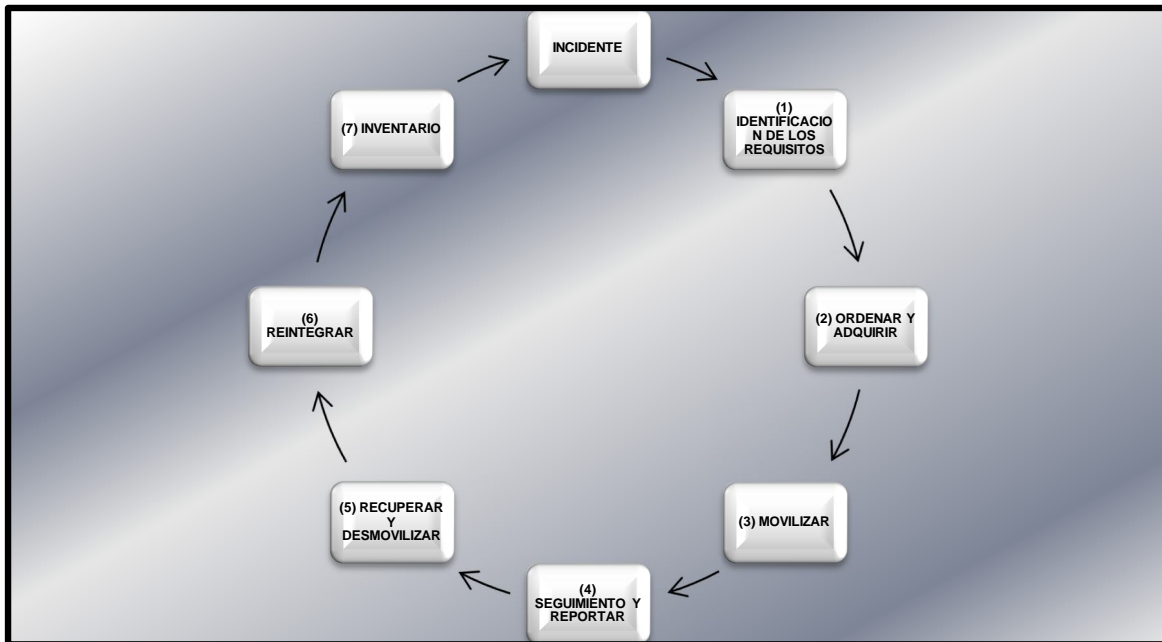 INCIDENTE
(1)
IDENTIFICACIO
N DE LOS
REQUISITOS
(2) ORDENAR Y
ADQUIRIR
(3) MOVILIZAR
(4)
SEGUIMIENTO Y
REPORTAR
(5) RECUPERAR
Y
DESMOVILIZAR
(6)
REINTEGRAR
(7) INVENTARIO